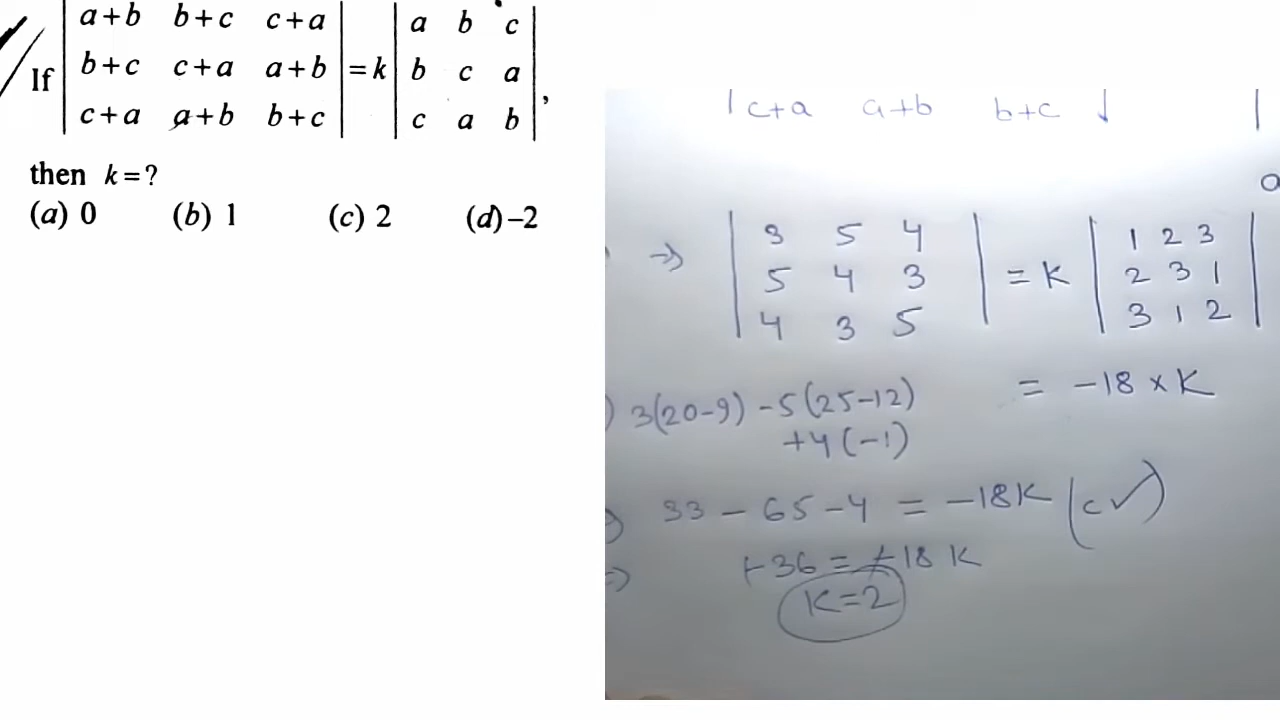 If | a+b b+c c+a | = k | a b c |
| b+c c+a a+b | | b c a |
| c+a a+b b+c | | c a b | ,
then k=?
(a) 0 (b) 1 (c) 2 (d) –2
| c+a a+b b+c | |
a
⇒ | 3 5 4 | = K | 1 2 3 |
| 5 4 3 | | 2 3 1 |
| 4 3 5 | | 3 1 2 |
3(20-9) -5(25-12) = -18 × K
+4(-1)
33 - 65 - 4 = -18K (c ✓)
⇒ +36 = +18 K
K=2